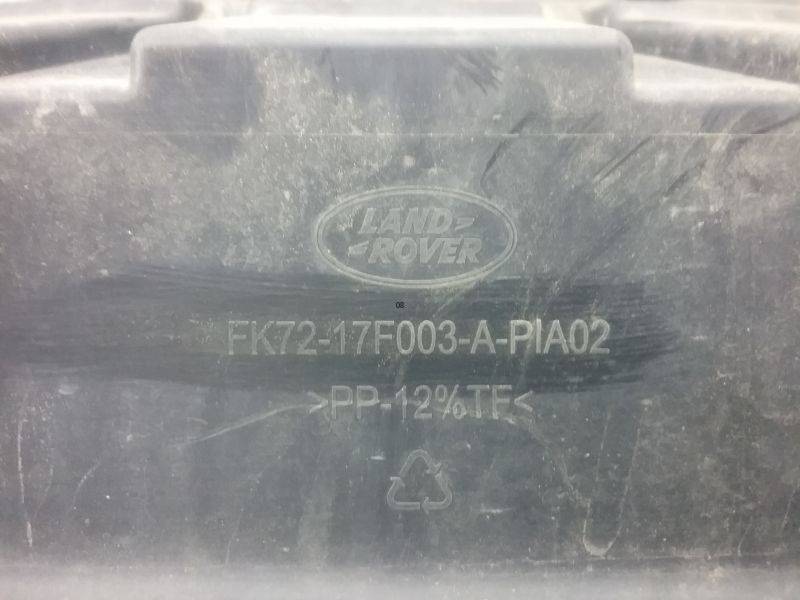 LAND
ROVER
08
FK72-17F003-A-PIA02
>PP-12%TF<